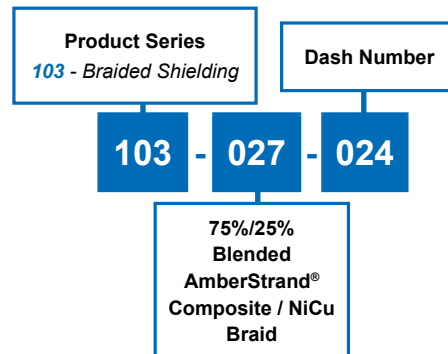 Product Series
103 - Braided Shielding
Dash Number
103 - 027 - 024
75%/25%
Blended
AmberStrand®
Composite / NiCu
Braid